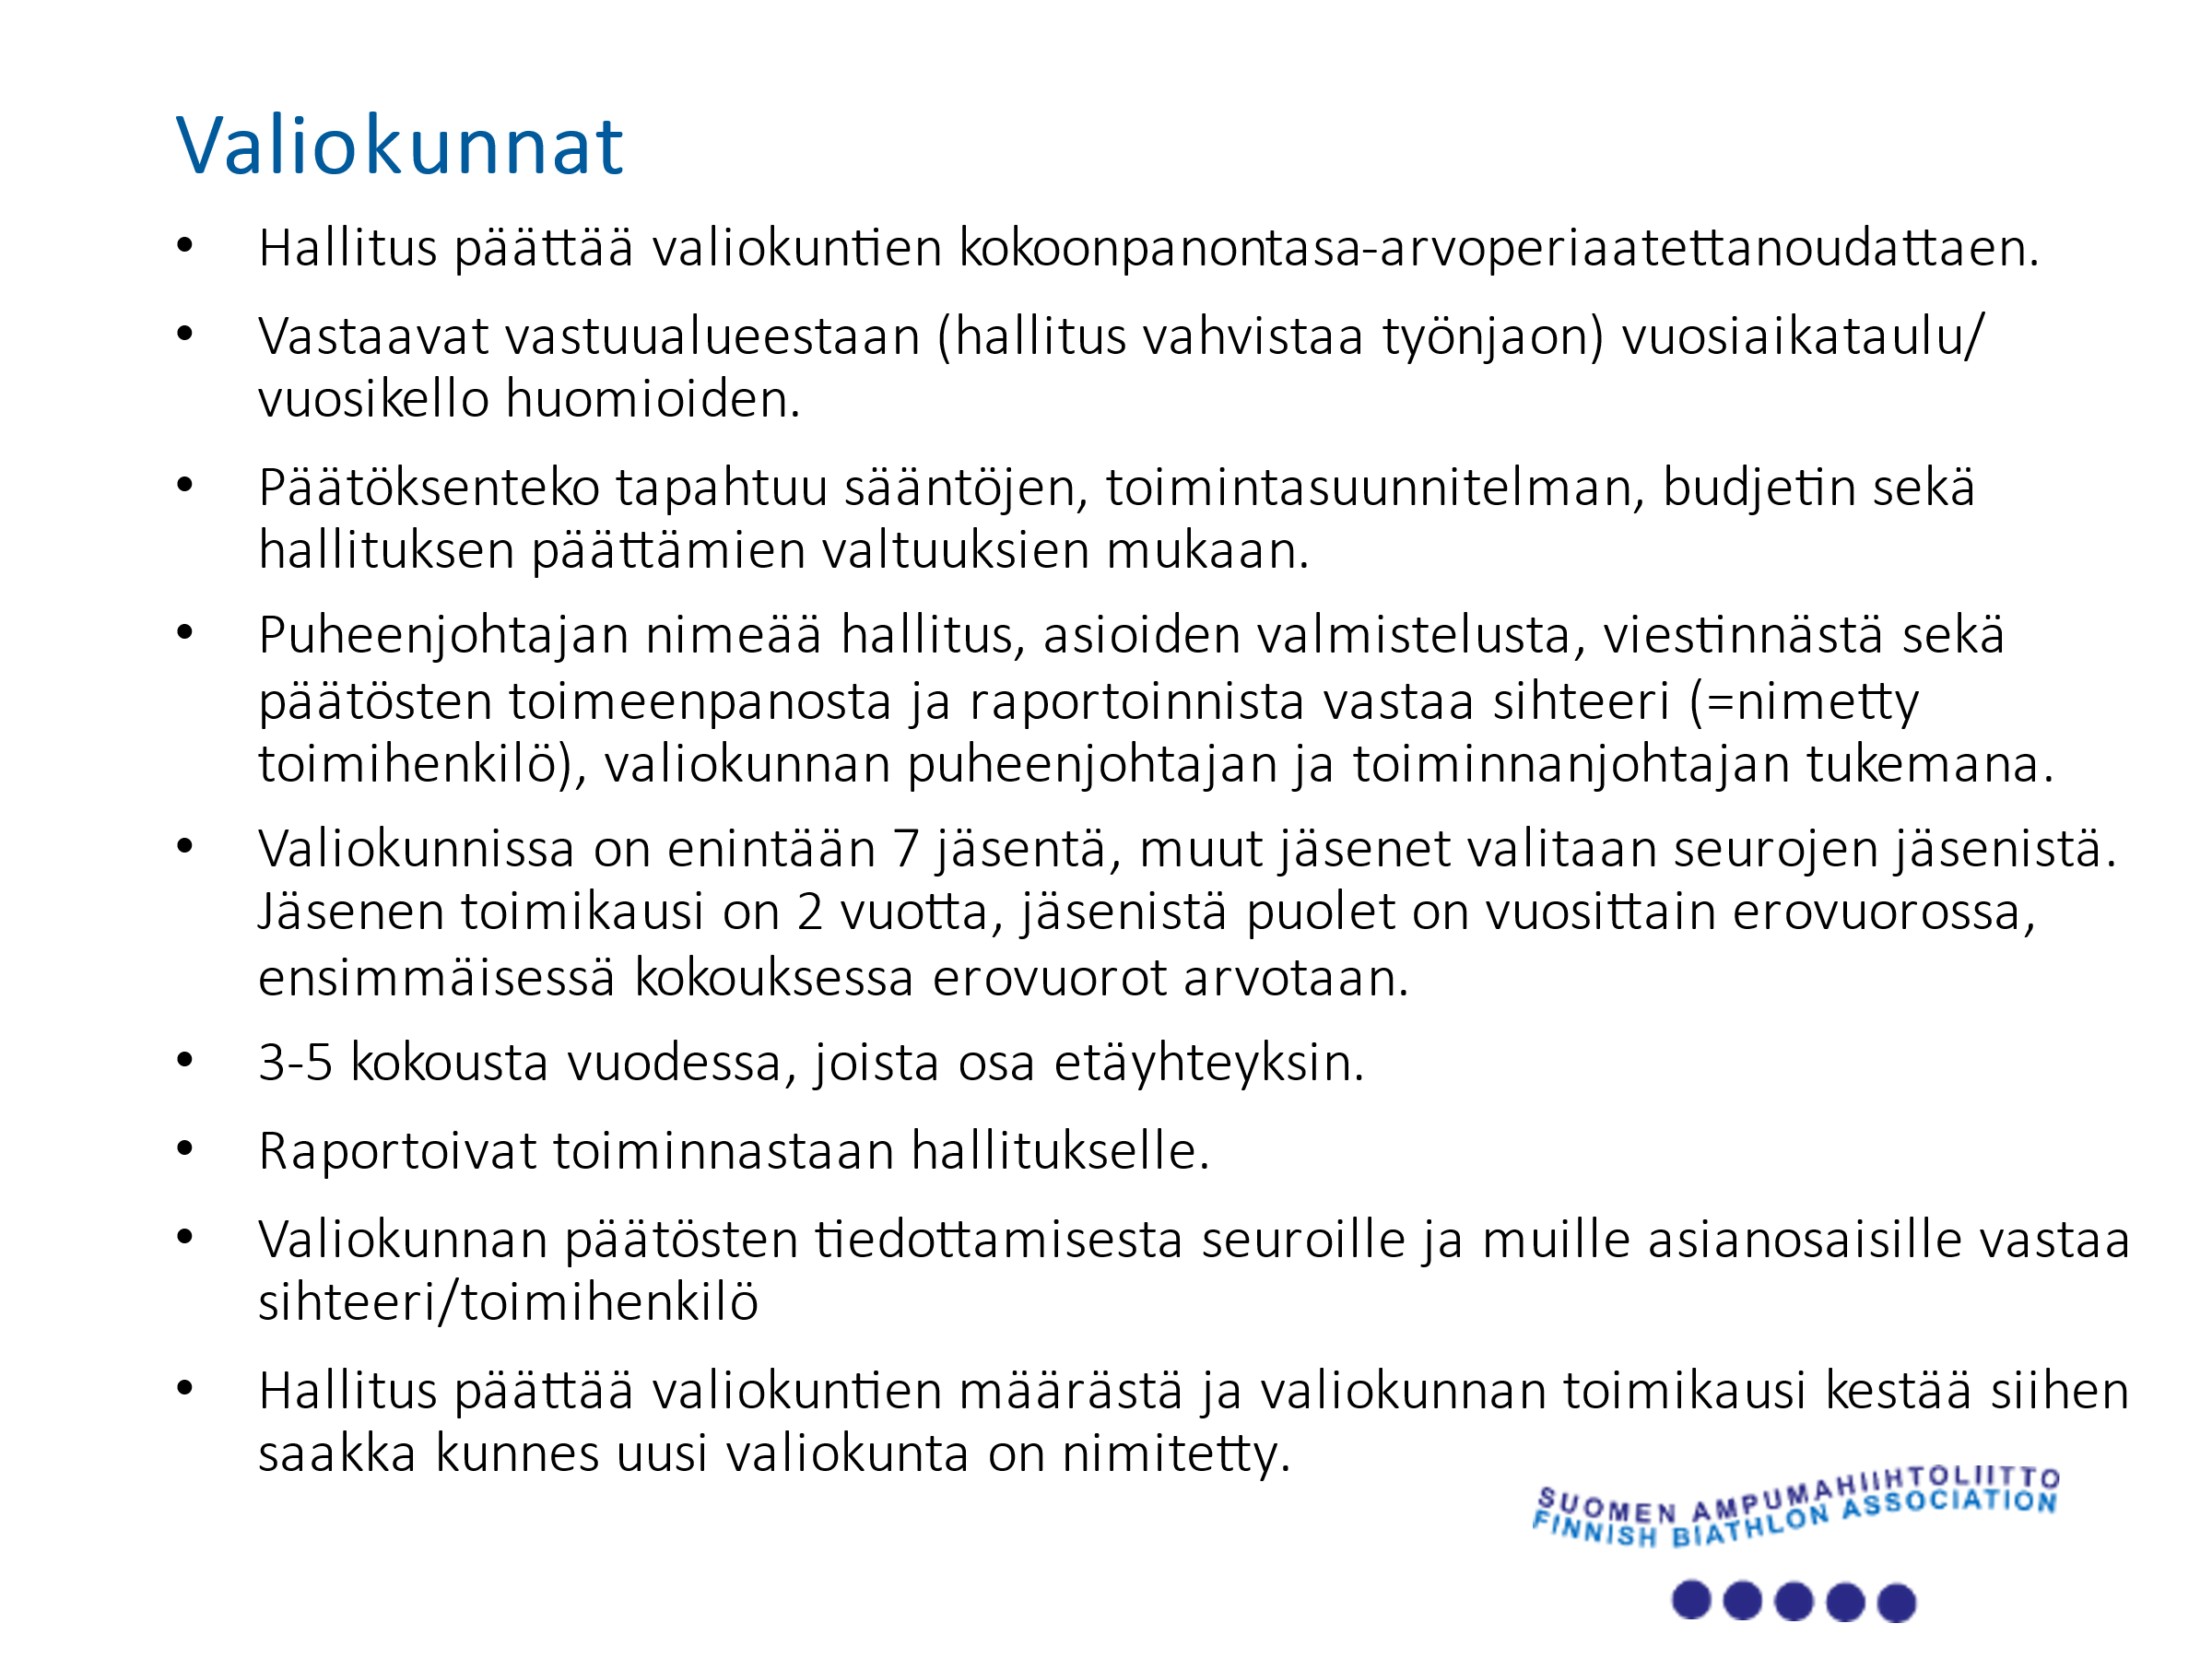 Valiokunnat
• Hallitus päättää valiokuntien kokoonpanontasa-arvoperiaatettanoudattaen.
• Vastaavat vastuualueestaan (hallitus vahvistaa työnjaon) vuosiaikataulu/
vuosikello huomioiden.
• Päätöksenteko tapahtuu sääntöjen, toimintasuunnitelman, budjetin sekä
hallituksen päättämien valtuuksien mukaan.
• Puheenjohtajan nimeää hallitus, asioiden valmistelusta, viestinnästä sekä
päätösten toimeenpanosta ja raportoinnista vastaa sihteeri (=nimetty
toimihenkilö), valiokunnan puheenjohtajan ja toiminnanjohtajan tukemana.
• Valiokunnissa on enintään 7 jäsentä, muut jäsenet valitaan seurojen jäsenistä.
Jäsenen toimikausi on 2 vuotta, jäsenistä puolet on vuosittain erovuorossa,
ensimmäisessä kokouksessa erovuorot arvotaan.
• 3-5 kokousta vuodessa, joista osa etäyhteyksin.
• Raportoivat toiminnastaan hallitukselle.
• Valiokunnan päätösten tiedottamisesta seuroille ja muille asianosaisille vastaa
sihteeri/toimihenkilö
• Hallitus päättää valiokuntien määrästä ja valiokunnan toimikausi kestää siihen
saakka kunnes uusi valiokunta on nimitetty.
SUOMEN AMPUMAHIIHTOLIITTO
FINNISH BIATHLON ASSOCIATION